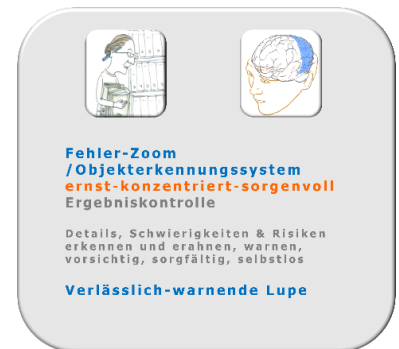 Fehler-Zoom
/Objekterkennungssystem
ernst-konzentriert-sorgenvoll
Ergebniskontrolle
Details, Schwierigkeiten & Risiken
erkennen und erahnen, warnen,
vorsichtig, sorgfältig, selbstlos
Verlässlich-warnende Lupe